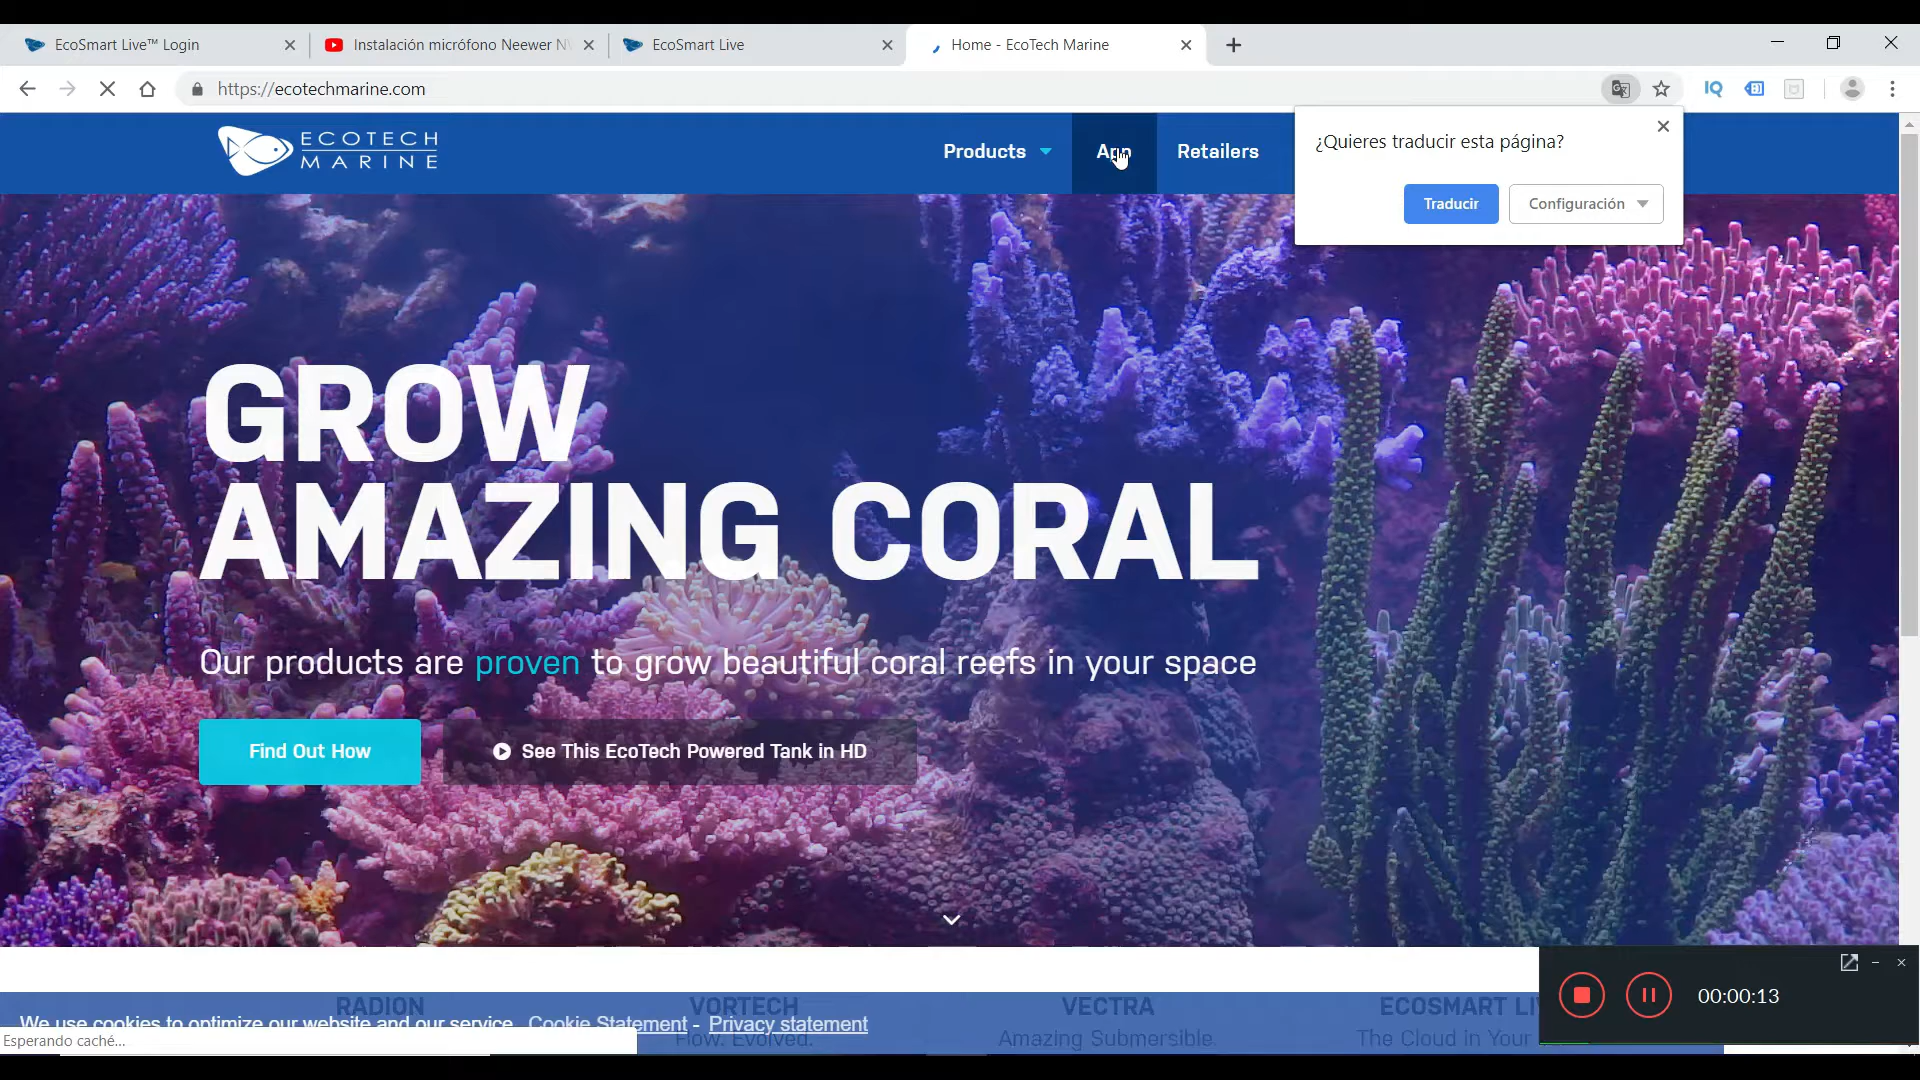 EcoSmart Live™ Login
Instalación micrófono Neewer
EcoSmart Live
Home - EcoTech Marine
https://ecotechmarine.com
IQ
ECOTECH
MARINE
Products
App
Retailers
¿Quieres traducir esta página?
Traducir
Configuración
GROW
AMAZING CORAL
Our products are proven to grow beautiful coral reefs in your space
Find Out How
See This EcoTech Powered Tank in HD
RADION
VORTECH
VECTRA
ECOSMART
We use cookies to optimize our website and our service. Cookie Statement - Privacy statement
Flow. Evolved.
Amazing Submersible
The Cloud in Your
Esperando caché...
00:00:13